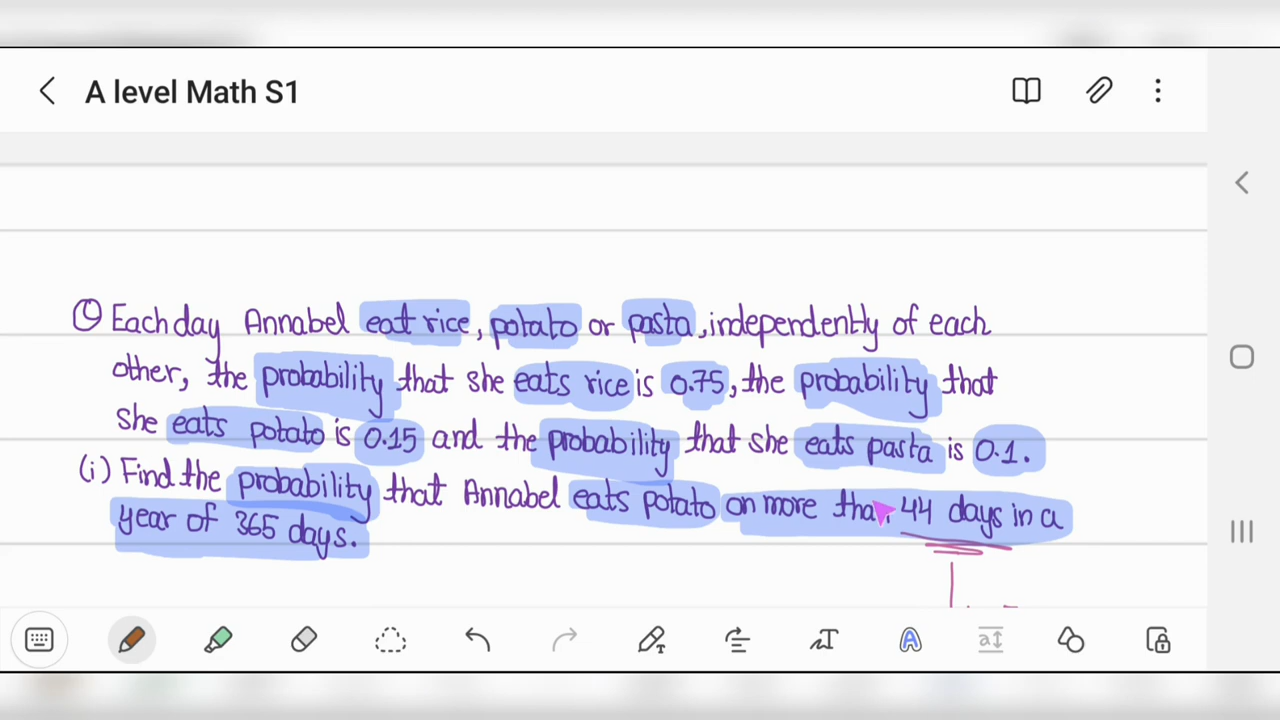 A level Math S1
Each day Annabel eat rice, potato or pasta, independently of each
other, the probability that she eats rice is 0.75, the probability that
she eats potato is 0.15 and the probability that she eats pasta is 0.1.
(i) Find the probability that Annabel eats potato on more than 44 days in a
year of 365 days.